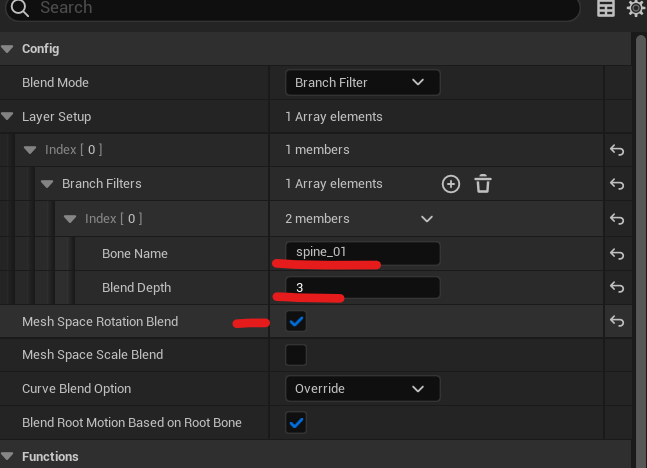 Search
Config
Blend Mode Branch Filter
Layer Setup 1 Array elements
Index [ 0 ] 1 members
Branch Filters 1 Array elements
Index [ 0 ] 2 members
Bone Name spine_01
Blend Depth 3
Mesh Space Rotation Blend
Mesh Space Scale Blend
Curve Blend Option Override
Blend Root Motion Based on Root Bone
Functions